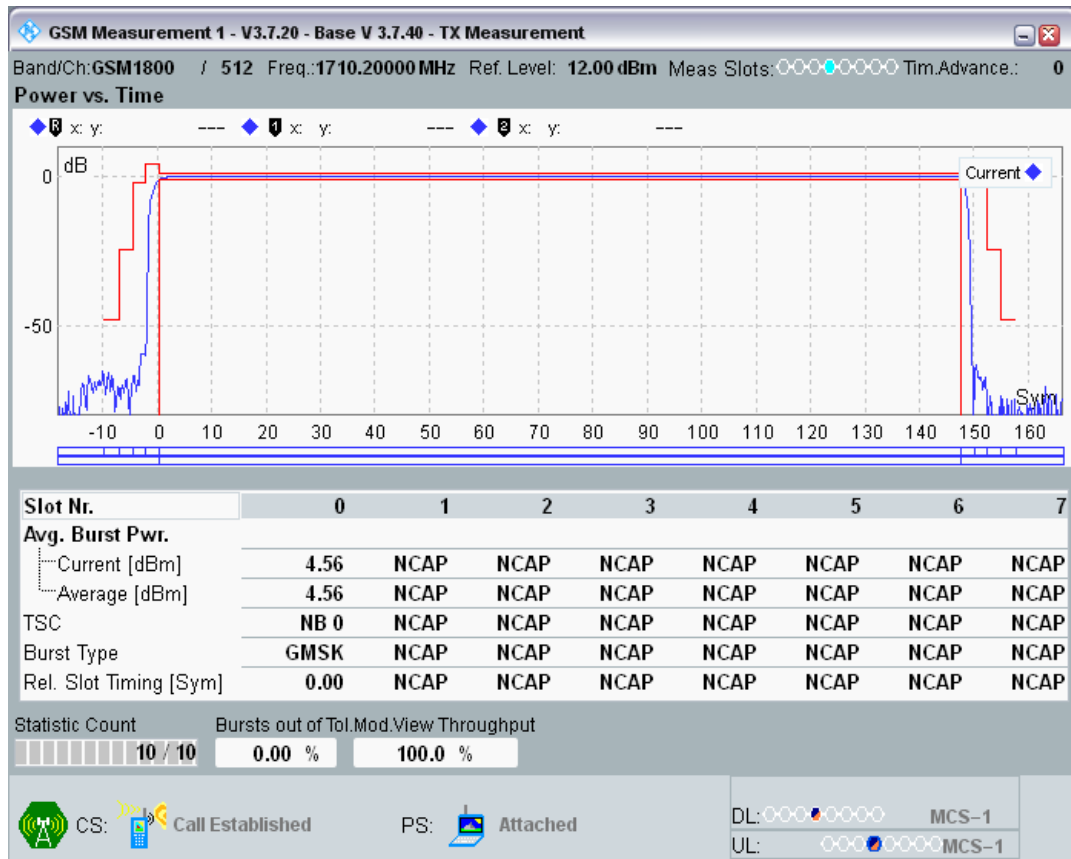 GSM Measurement 1 - V3.7.20 - Base V 3.7.40 - TX Measurement
Band/Ch:GSM1800 / 512 Freq.:1710.20000 MHz Ref. Level: 12.00 dBm Meas Slots: Tim.Advance.: 0
Power vs. Time
R x: y: --- 1 x: y: --- 2 x: y: ---
dB
Current
0
-50
Sym
-10 0 10 20 30 40 50 60 70 80 90 100 110 120 130 140 150 160
Slot Nr. 0 1 2 3 4 5 6 7
Avg. Burst Pwr.
Current [dBm] 4.56 NCAP NCAP NCAP NCAP NCAP NCAP NCAP
Average [dBm] 4.56 NCAP NCAP NCAP NCAP NCAP NCAP NCAP
TSC NB 0 NCAP NCAP NCAP NCAP NCAP NCAP NCAP
Burst Type GMSK NCAP NCAP NCAP NCAP NCAP NCAP NCAP
Rel. Slot Timing [Sym] 0.00 NCAP NCAP NCAP NCAP NCAP NCAP NCAP
Statistic Count Bursts out of Tol. Mod.View Throughput
10 / 10 0.00 % 100.0 %
CS: Call Established PS: Attached
DL: MCS-1
UL: MCS-1